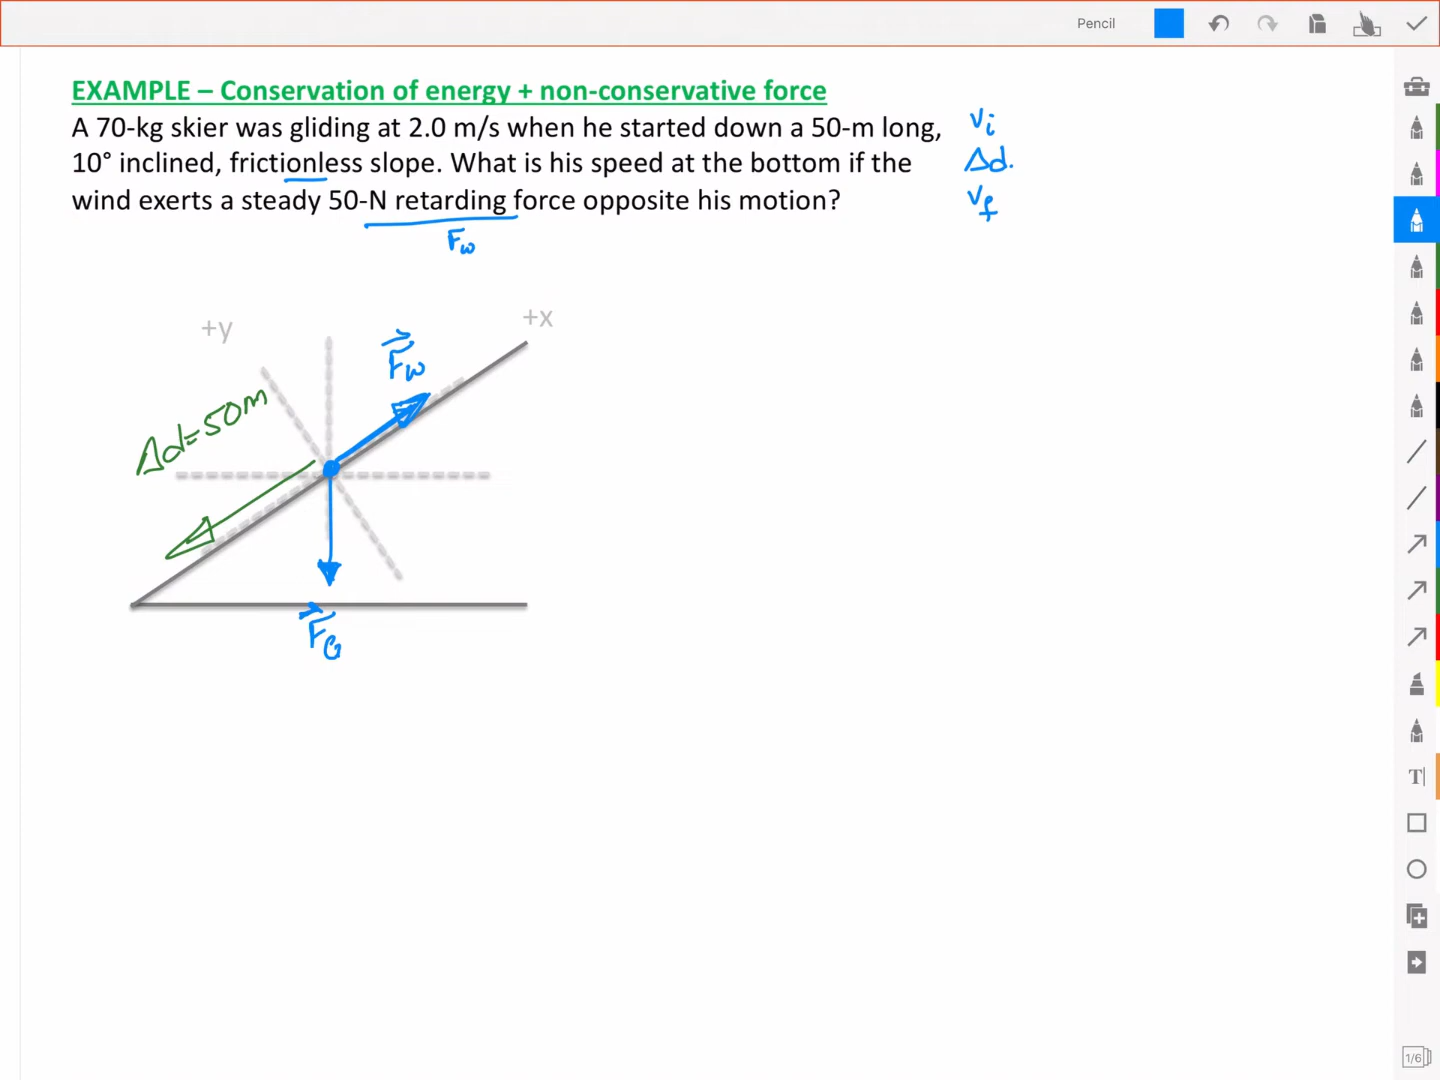 Pencil
EXAMPLE – Conservation of energy + non-conservative force
A 70-kg skier was gliding at 2.0 m/s when he started down a 50-m long,
10° inclined, frictionless slope. What is his speed at the bottom if the
wind exerts a steady 50-N retarding force opposite his motion?
vi
Δd.
vf
Fw
+y
+x
Fw
Δd=50m
FG
T
1/6